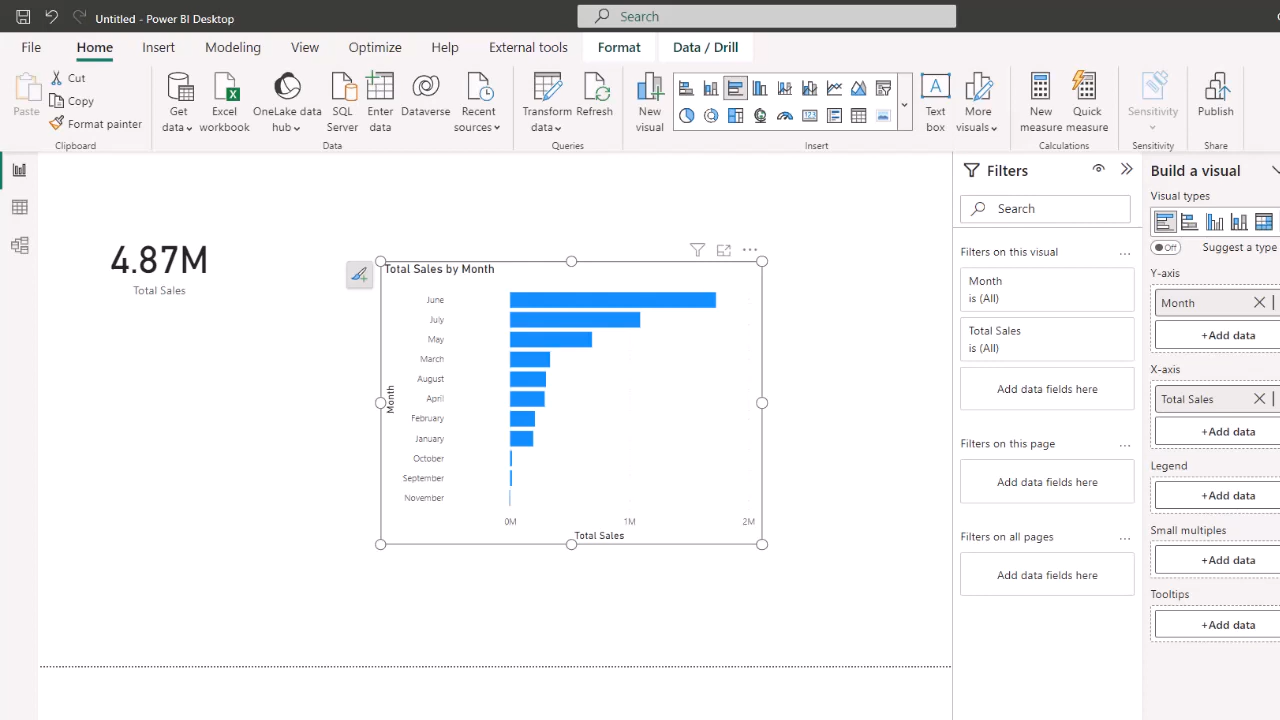 Untitled - Power BI Desktop
Search
File
Home
Insert
Modeling
View
Optimize
Help
External tools
Format
Data / Drill
Paste
Cut
Copy
Format painter
Clipboard
Get data
Excel workbook
OneLake data hub
SQL Server
Enter data
Dataverse
Recent sources
Data
Transform data
Refresh
Queries
New visual
Text box
More visuals
Insert
New measure
Quick measure
Calculations
Sensitivity
Sensitivity
Publish
Share
4.87M
Total Sales
Total Sales by Month
Month
June
July
May
March
August
April
February
January
October
September
November
0M
1M
2M
Total Sales
Filters
Search
Filters on this visual
...
Month
is (All)
Total Sales
is (All)
Add data fields here
Filters on this page
...
Add data fields here
Filters on all pages
...
Add data fields here
Build a visual
Visual types
Off
Suggest a type
Y-axis
Month
+Add data
X-axis
Total Sales
+Add data
Legend
+Add data
Small multiples
+Add data
Tooltips
+Add data